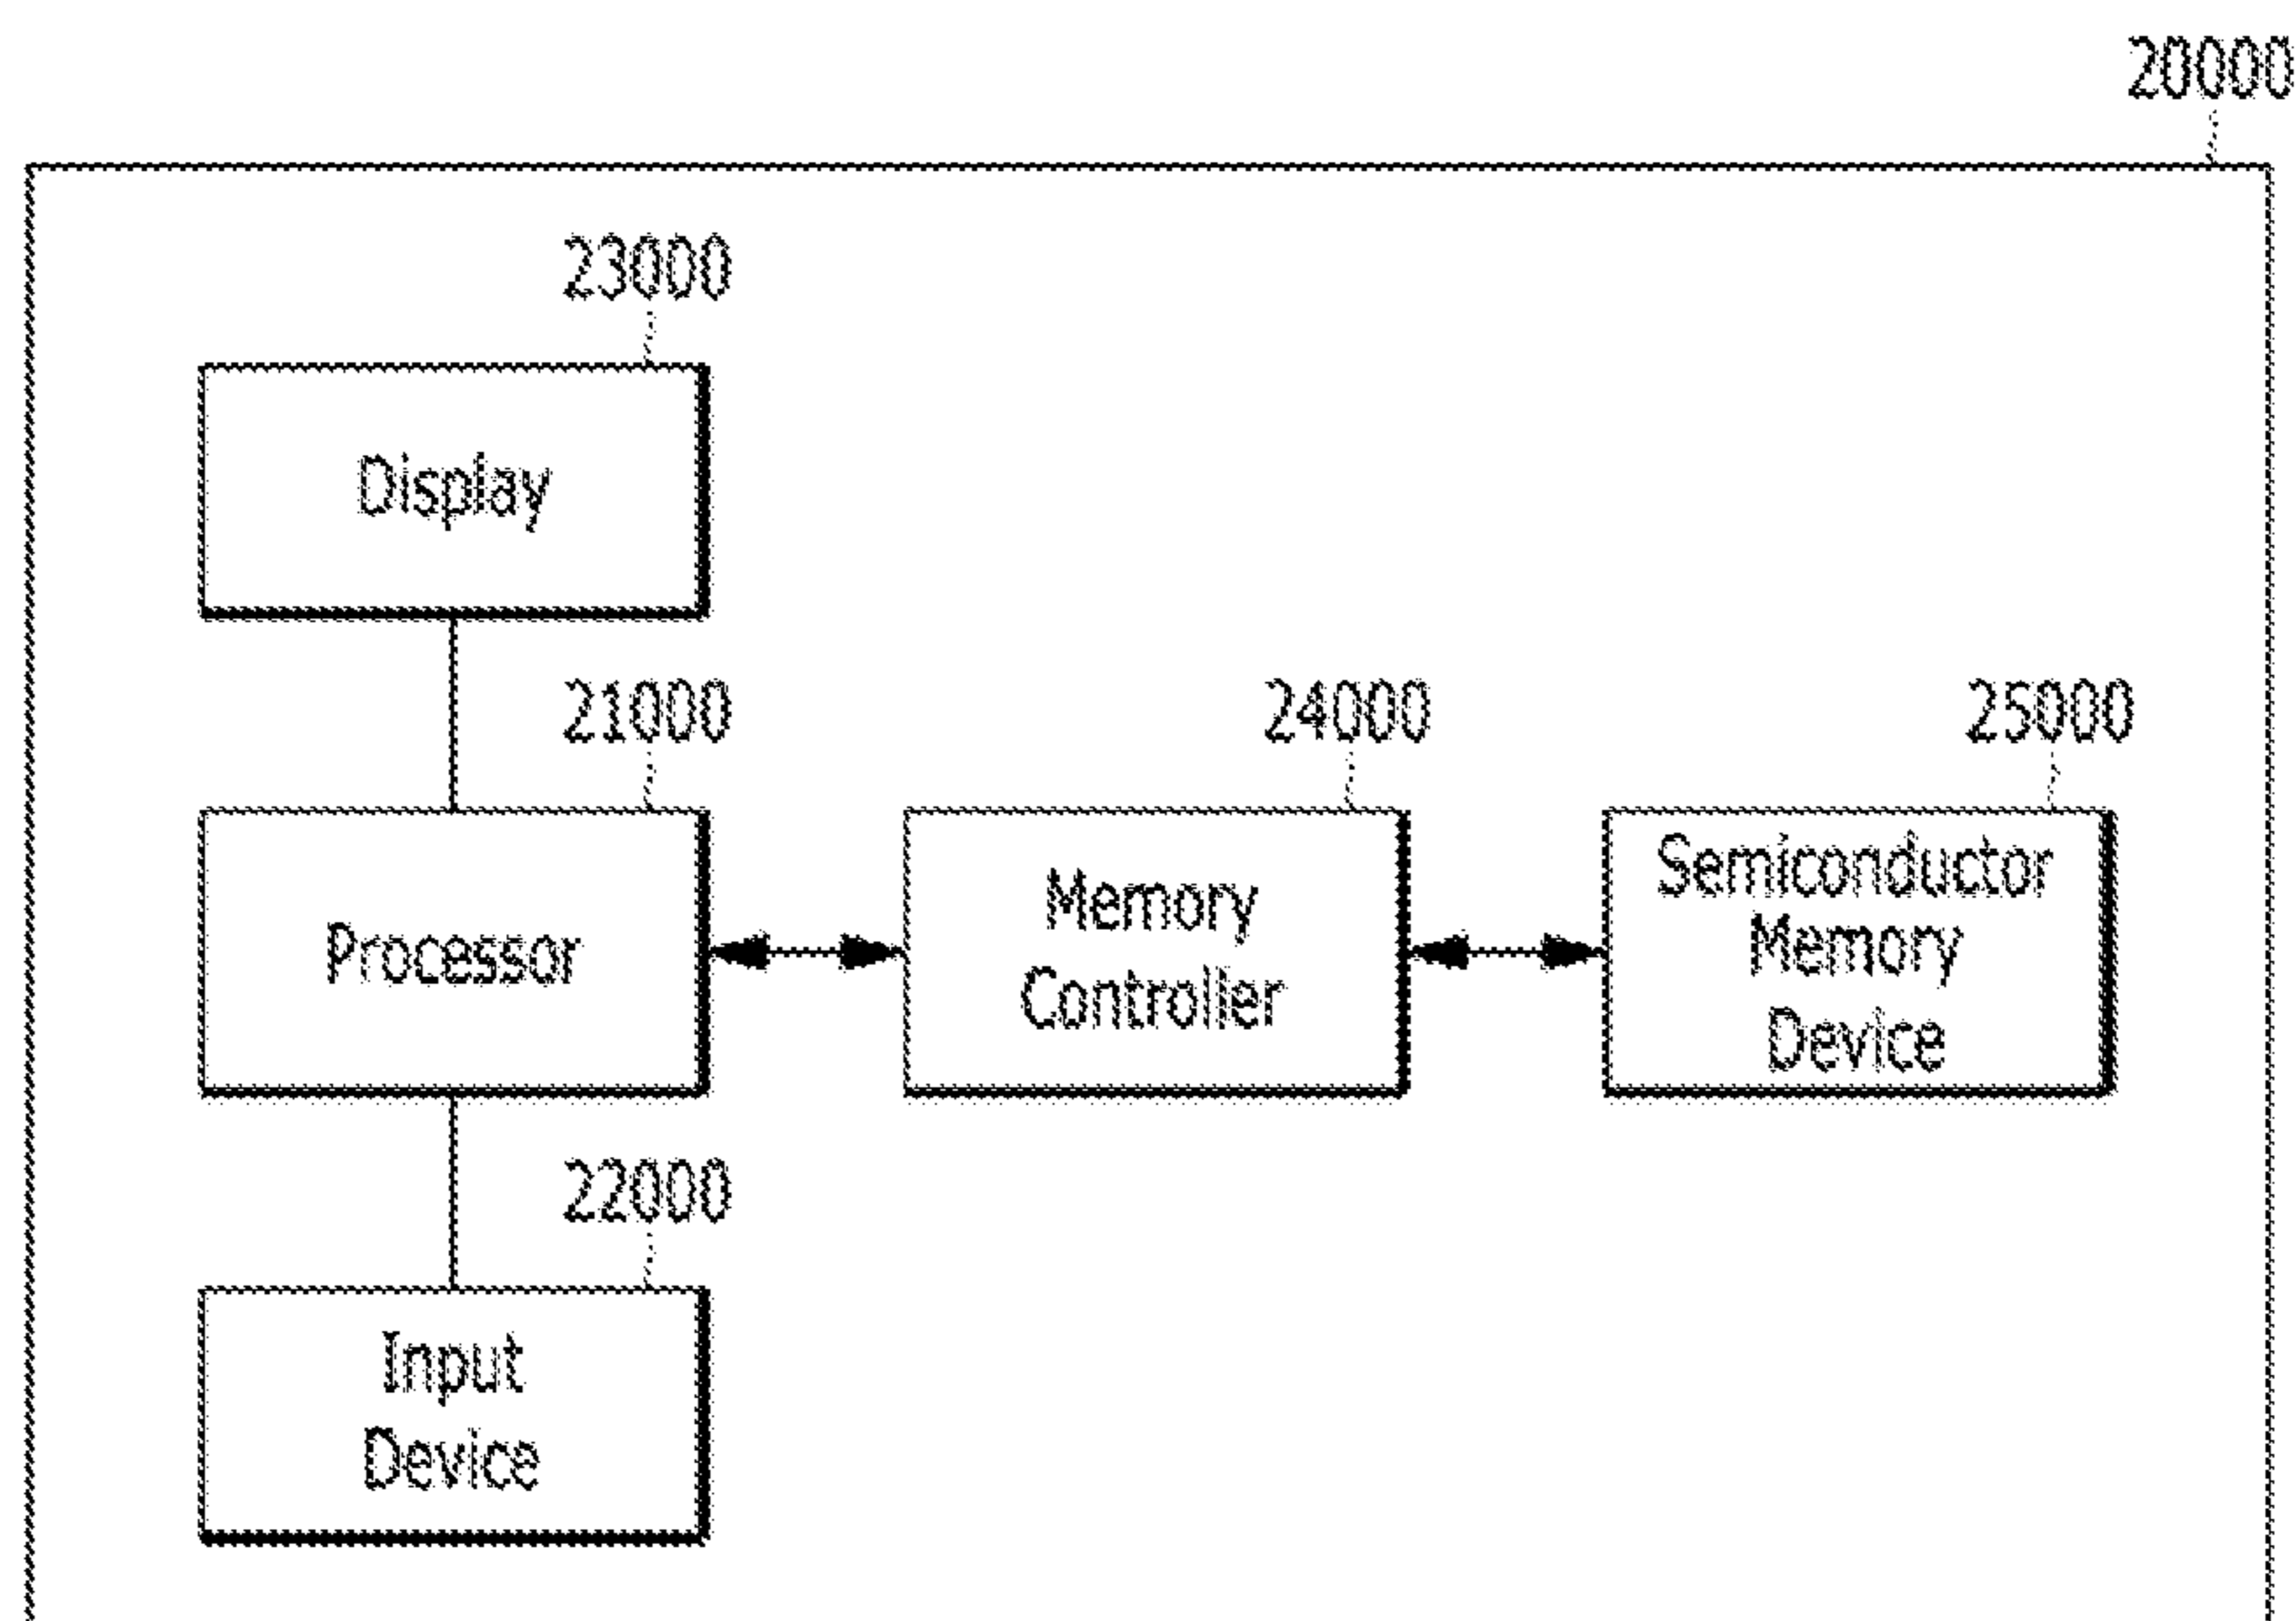 20000
23000
Display
21000
24000
25000
Processor
Memory
Controller
Semiconductor
Memory
Device
22000
Input
Device